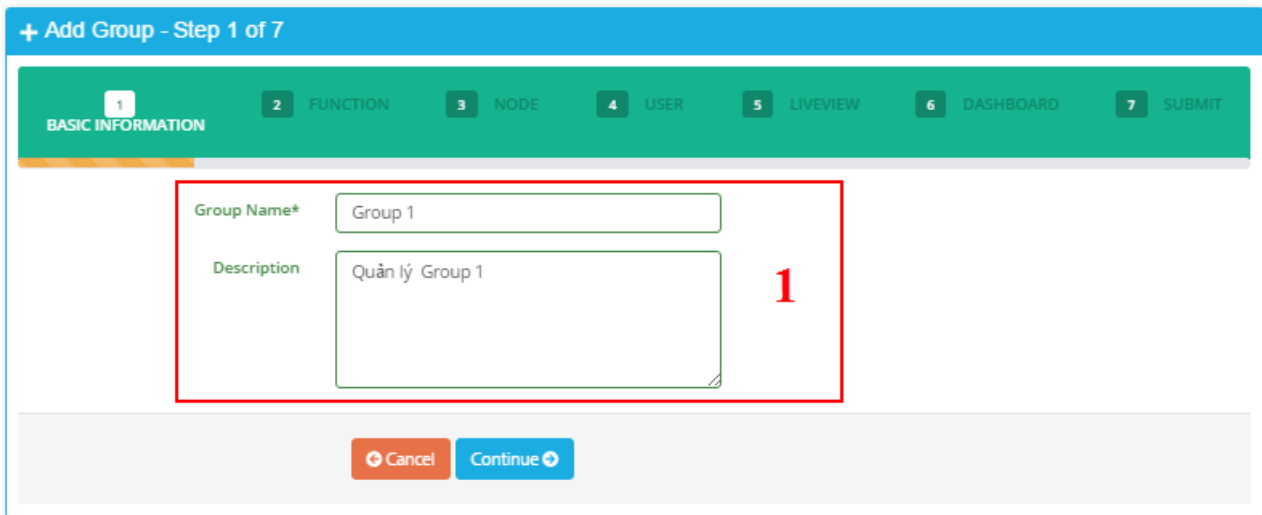 Add Group - Step 1 of 7
1 2 FUNCTION 3 NODE 4 USER 5 LIVEVIEW 6 DASHBOARD 7 SUBMIT
BASIC INFORMATION
Group Name* Group 1
Description Quản lý Group 1
1
Cancel Continue